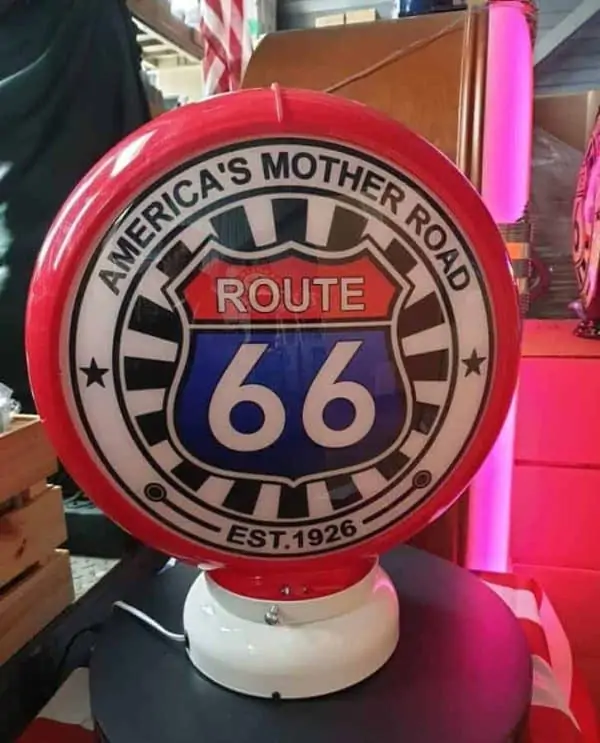 AMERICA'S MOTHER ROAD
ROUTE
66
EST.1926